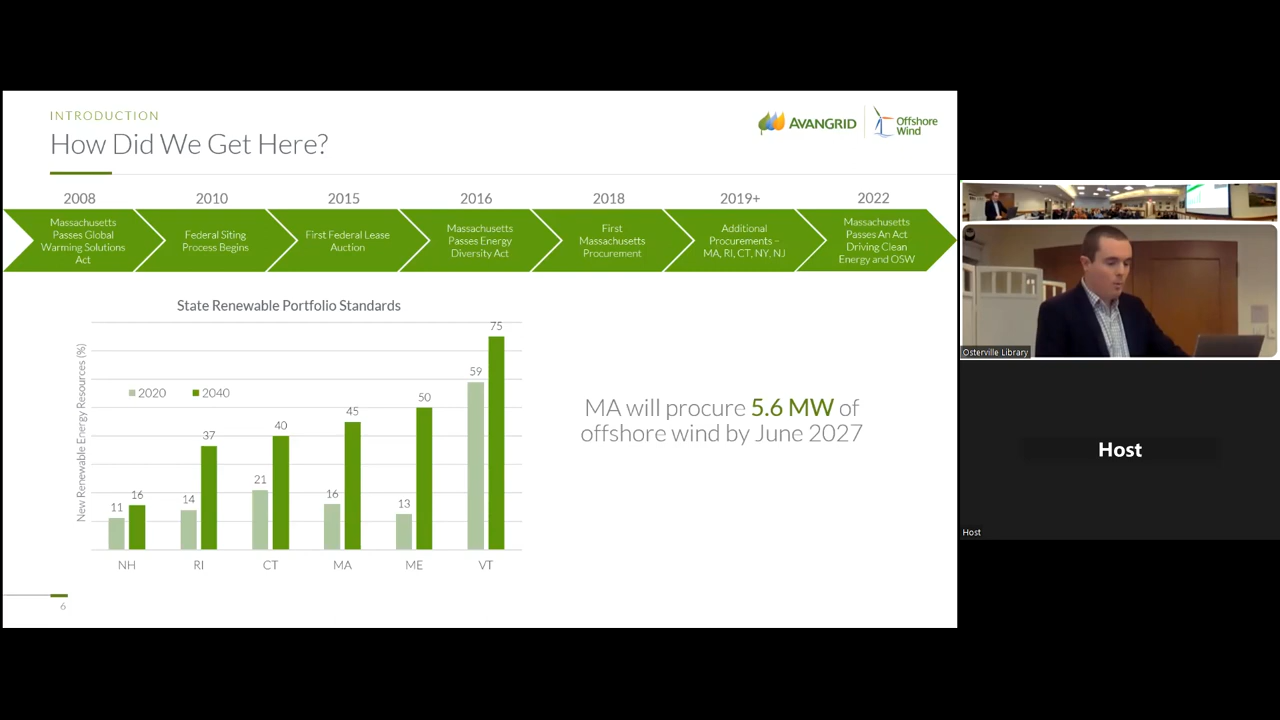 INTRODUCTION
How Did We Get Here?
AVANGRID
Offshore
Wind
2008
2010
2015
2016
2018
2019+
2022
Massachusetts
Passes Global
Warming Solutions
Act
Federal Siting
Process Begins
First Federal Lease
Auction
Massachusetts
Passes Energy
Diversity Act
First
Massachusetts
Procurement
Additional
Procurements –
MA, RI, CT, NY, NJ
Massachusetts
Passes An Act
Driving Clean
Energy and OSW
State Renewable Portfolio Standards
New Renewable Energy Resources (%)
2020
2040
11
16
14
37
21
40
16
45
13
50
59
75
NH
RI
CT
MA
ME
VT
MA will procure 5.6 MW of
offshore wind by June 2027
6
Osterville Library
Host
Host